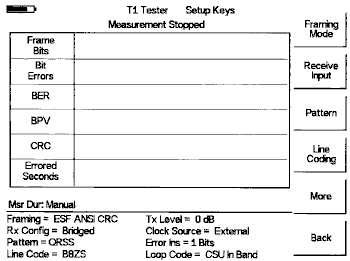 T1 Tester Setup Keys
Measurement Stopped
Frame
Bits
Bit
Errors
BER
BPV
CRC
Errored
Seconds
Framing
Mode
Receive
Input
Pattern
Line
Coding
More
Back
Msr Dur: Manual
Framing = ESF ANSI CRC Tx Level = 0 dB
Rx Config = Bridged Clock Source = External
Pattern = QRSS Error Ins = 1 Bits
Line Code = B8ZS Loop Code = CSU In Band